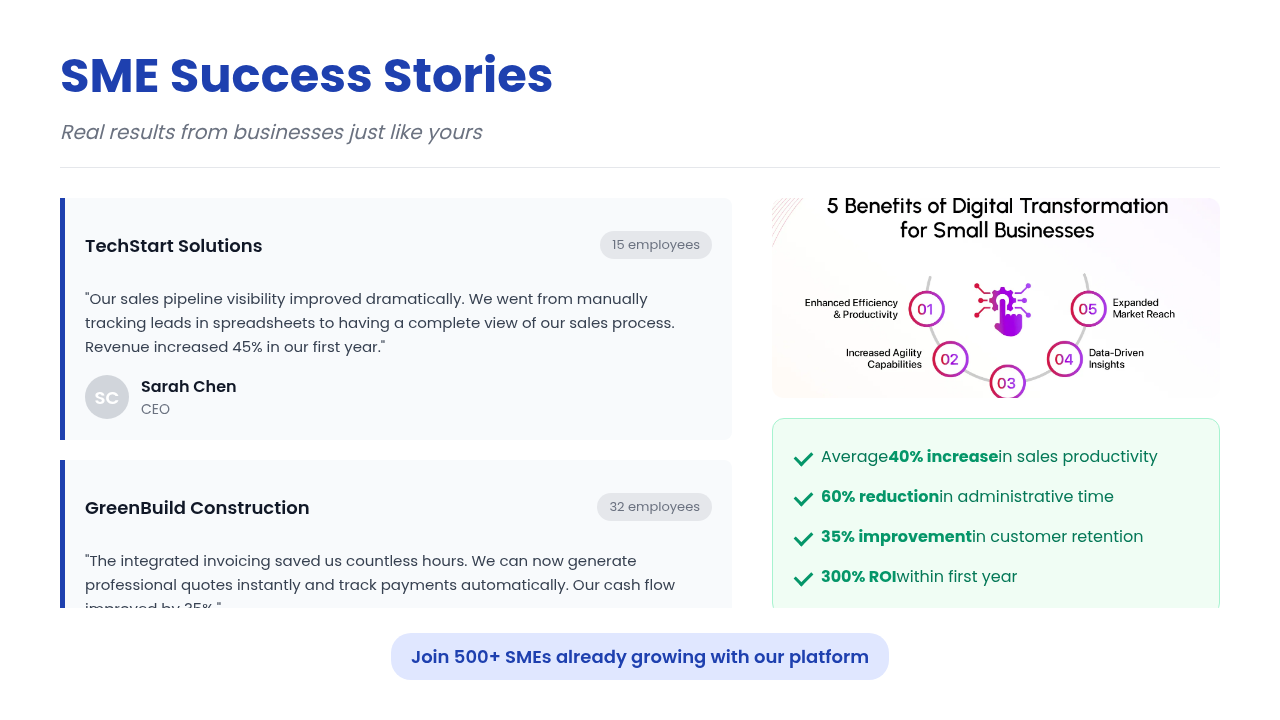 SME Success Stories
Real results from businesses just like yours
TechStart Solutions
15 employees
"Our sales pipeline visibility improved dramatically. We went from manually
tracking leads in spreadsheets to having a complete view of our sales process.
Revenue increased 45% in our first year."
SC
Sarah Chen
CEO
GreenBuild Construction
32 employees
"The integrated invoicing saved us countless hours. We can now generate
professional quotes instantly and track payments automatically. Our cash flow
improved by 35%."
5 Benefits of Digital Transformation
for Small Businesses
01
Enhanced Efficiency
& Productivity
02
Increased Agility
Capabilities
03
04
Data-Driven
Insights
05
Expanded
Market Reach
Average40% increasein sales productivity
60% reductionin administrative time
35% improvementin customer retention
300% ROIwithin first year
Join 500+ SMEs already growing with our platform